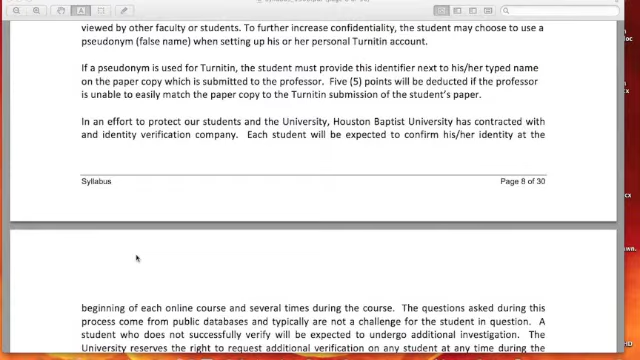 viewed by other faculty or students. To further increase confidentiality, the student may choose to use a
pseudonym (false name) when setting up his or her personal Turnitin account.
If a pseudonym is used for Turnitin, the student must provide this identifier next to his/her typed name
on the paper copy which is submitted to the professor. Five (5) points will be deducted if the professor
is unable to easily match the paper copy to the Turnitin submission of the student's paper.
In an effort to protect our students and the University, Houston Baptist University has contracted with
and identity verification company. Each student will be expected to confirm his/her identity at the
Syllabus Page 8 of 30
beginning of each online course and several times during the course. The questions asked during this
process come from public databases and typically are not a challenge for the student in question. A
student who does not successfully verify will be expected to undergo additional investigation. The
University reserves the right to request additional verification on any student at any time during the